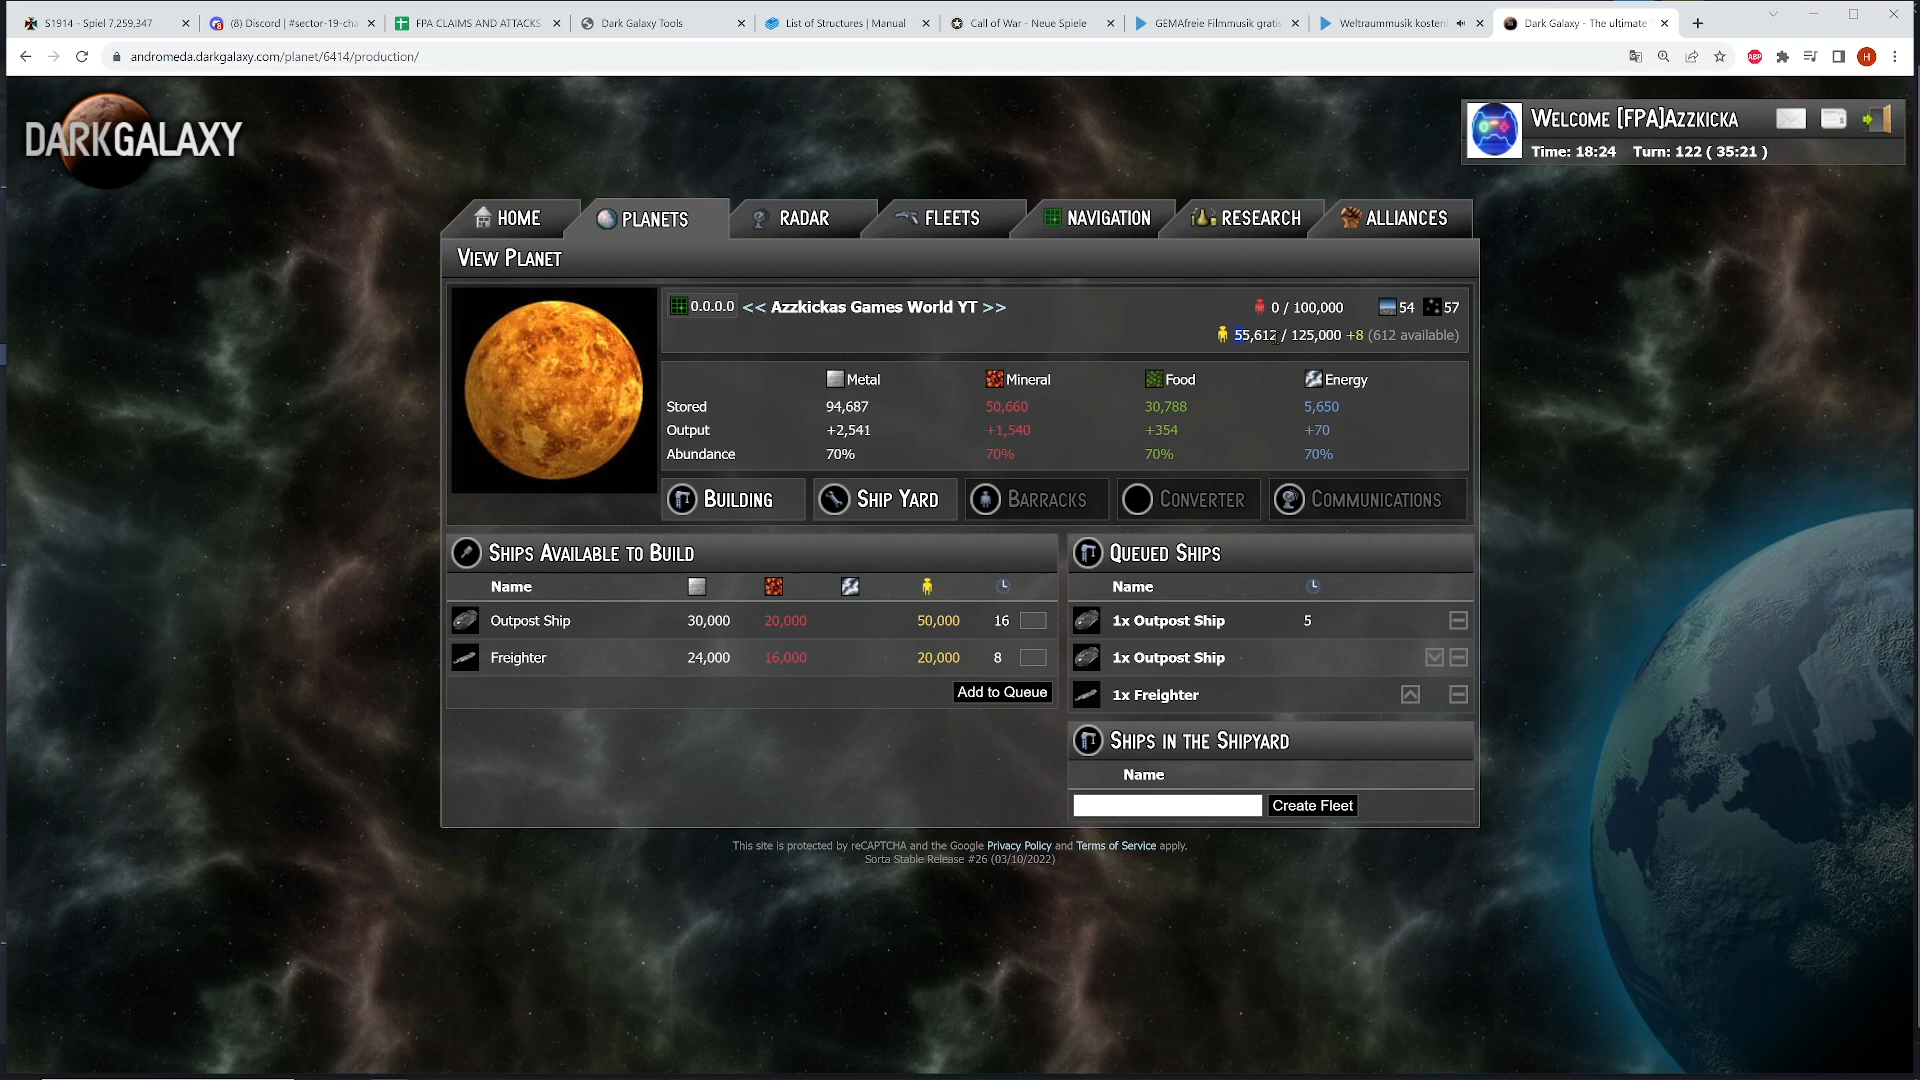 S1914 - Spiel 7,259,347
(8) Discord | #sector-19-cha
FPA CLAIMS AND ATTACKS
Dark Galaxy Tools
List of Structures | Manual
Call of War - Neue Spiele
GEMAfreie Filmmusik gratis
Weltraummusik kostenl
Dark Galaxy - The ultimate
andromeda.darkgalaxy.com/planet/6414/production/
ABP
H
DARKGALAXY
WELCOME [FPA]AZZKICKA
Time: 18:24 Turn: 122 ( 35:21 )
HOME
PLANETS
RADAR
FLEETS
NAVIGATION
RESEARCH
ALLIANCES
VIEW PLANET
0.0.0.0 << Azzkickas Games World YT >>
0 / 100,000 54 57
55,612 / 125,000 +8 (612 available)
Metal Mineral Food Energy
Stored 94,687 50,660 30,788 5,650
Output +2,541 +1,540 +354 +70
Abundance 70% 70% 70% 70%
BUILDING
SHIP YARD
BARRACKS
CONVERTER
COMMUNICATIONS
SHIPS AVAILABLE TO BUILD
Name
Outpost Ship 30,000 20,000 50,000 16
Freighter 24,000 16,000 20,000 8
Add to Queue
QUEUED SHIPS
Name
1x Outpost Ship 5
1x Outpost Ship
1x Freighter
SHIPS IN THE SHIPYARD
Name
Create Fleet
This site is protected by reCAPTCHA and the Google Privacy Policy and Terms of Service apply.
Sorta Stable Release #26 (03/10/2022)